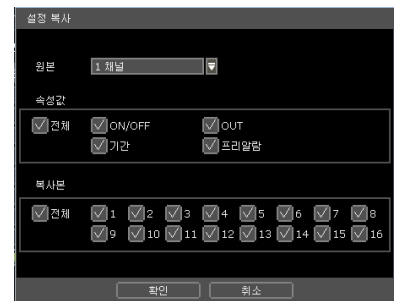 설정 복사
원본 1 채널
속성값
전체 ON/OFF OUT
기간 프리알람
복사본
전체 1 2 3 4 5 6 7 8
9 10 11 12 13 14 15 16
확인 취소